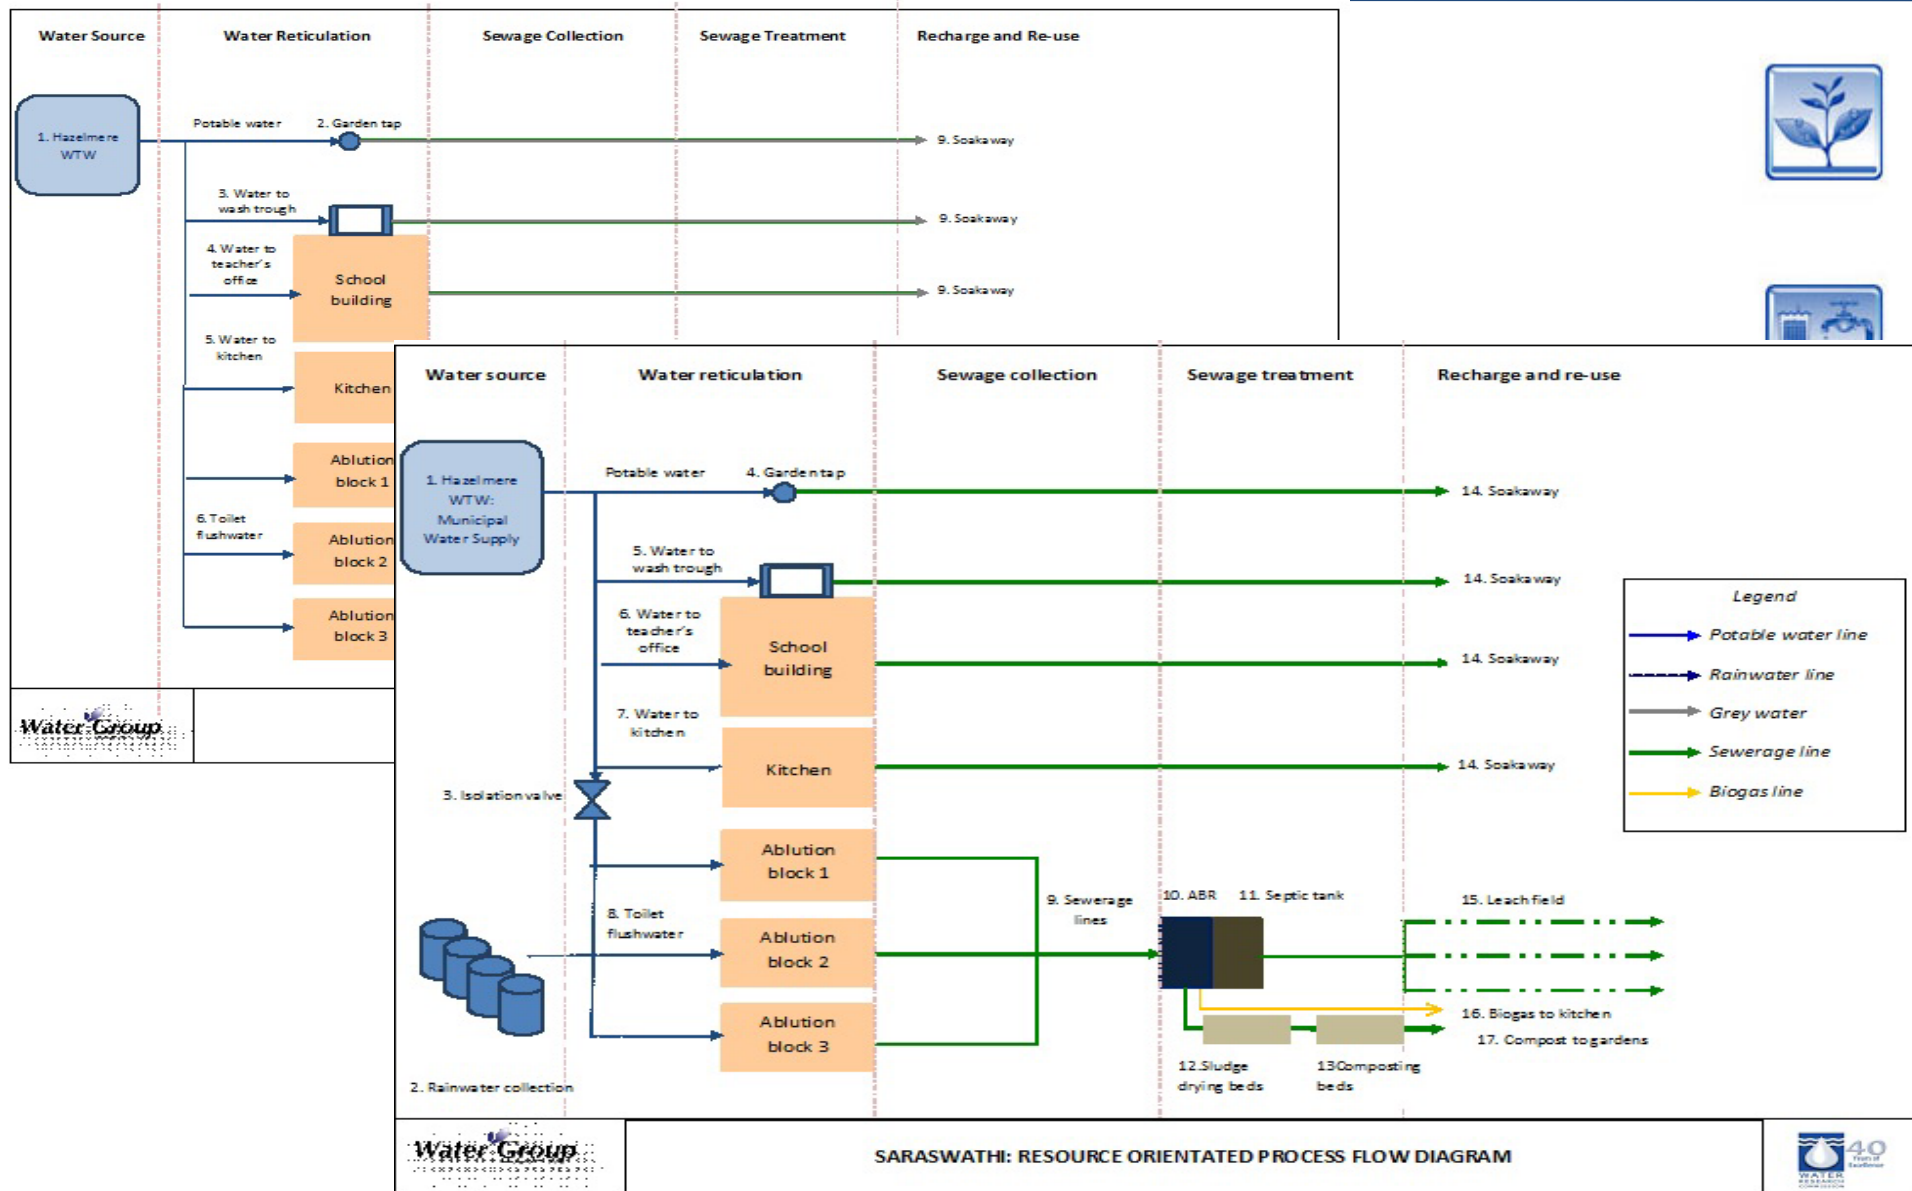 Water Source
Water Reticulation
Sewage Collection
Sewage Treatment
Recharge and Re-use
1. Hazelmere
WTW
Potable water
2. Garden tap
9. Soakaway
3. Water to
wash trough
9. Soakaway
4. Water to
teacher's
office
School
building
9. Soakaway
5. Water to
kitchen
Kitchen
Ablution
block 1
6. Toilet
flushwater
Ablution
block 2
Ablution
block 3
Water Group
Water source
Water reticulation
Sewage collection
Sewage treatment
Recharge and re-use
1. Hazelmere
WTW:
Municipal
Water Supply
Potable water
4. Garden tap
14. Soakaway
5. Water to
wash trough
14. Soakaway
6. Water to
teacher's
office
School
building
14. Soakaway
7. Water to
kitchen
Kitchen
14. Soakaway
3. Isolation valve
Ablution
block 1
8. Toilet
flushwater
Ablution
block 2
Ablution
block 3
2. Rainwater collection
9. Sewerage
lines
10. ABR
11. Septic tank
12.Sludge
drying beds
13Composting
beds
15. Leach field
16. Biogas to kitchen
17. Compost to gardens
Legend
Potable water line
Rainwater line
Grey water
Sewerage line
Biogas line
Water Group
SARASWATHI: RESOURCE ORIENTATED PROCESS FLOW DIAGRAM
40
Years of
Excellence
WATER
RESEARCH
COMMISSION